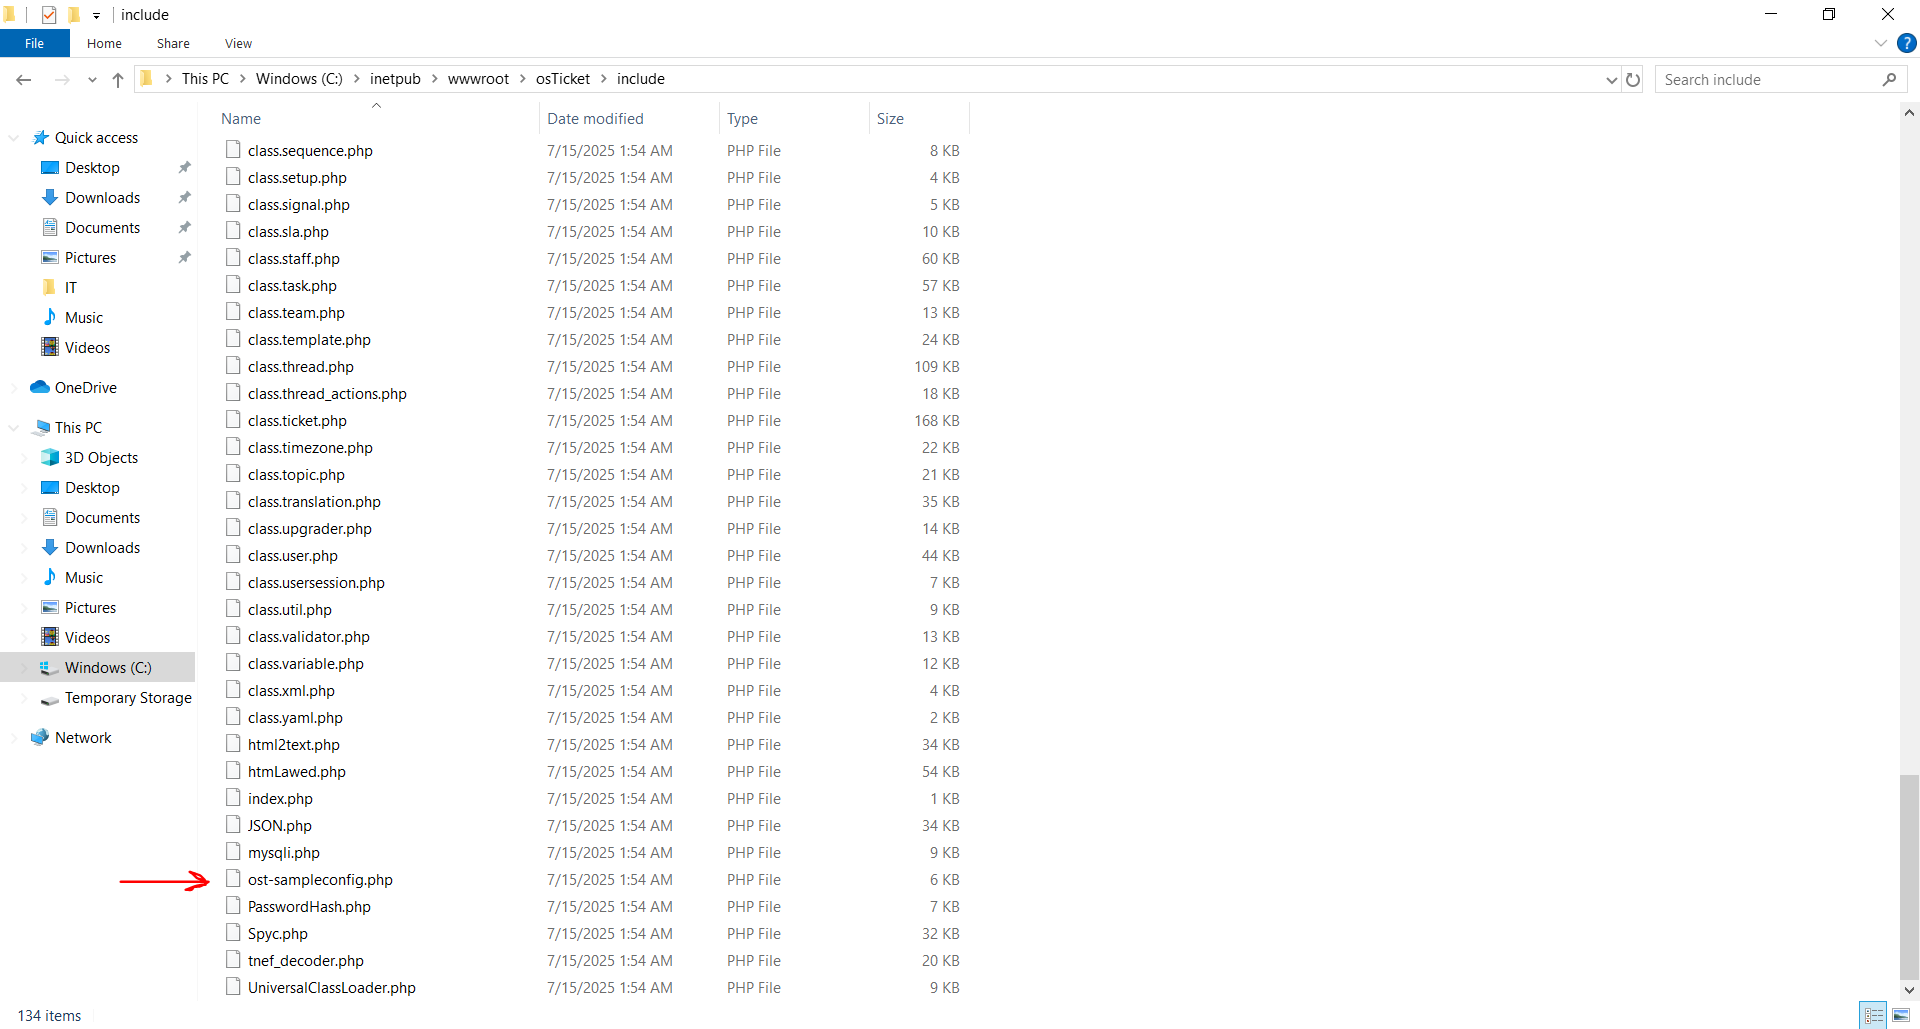 include
File Home Share View
This PC Windows (C:) inetpub wwwroot osTicket include
Search include
Name Date modified Type Size
Quick access
Desktop
Downloads
Documents
Pictures
IT
Music
Videos
OneDrive
This PC
3D Objects
Desktop
Documents
Downloads
Music
Pictures
Videos
Windows (C:)
Temporary Storage
Network
class.sequence.php 7/15/2025 1:54 AM PHP File 8 KB
class.setup.php 7/15/2025 1:54 AM PHP File 4 KB
class.signal.php 7/15/2025 1:54 AM PHP File 5 KB
class.sla.php 7/15/2025 1:54 AM PHP File 10 KB
class.staff.php 7/15/2025 1:54 AM PHP File 60 KB
class.task.php 7/15/2025 1:54 AM PHP File 57 KB
class.team.php 7/15/2025 1:54 AM PHP File 13 KB
class.template.php 7/15/2025 1:54 AM PHP File 24 KB
class.thread.php 7/15/2025 1:54 AM PHP File 109 KB
class.thread_actions.php 7/15/2025 1:54 AM PHP File 18 KB
class.ticket.php 7/15/2025 1:54 AM PHP File 168 KB
class.timezone.php 7/15/2025 1:54 AM PHP File 22 KB
class.topic.php 7/15/2025 1:54 AM PHP File 21 KB
class.translation.php 7/15/2025 1:54 AM PHP File 35 KB
class.upgrader.php 7/15/2025 1:54 AM PHP File 14 KB
class.user.php 7/15/2025 1:54 AM PHP File 44 KB
class.usersession.php 7/15/2025 1:54 AM PHP File 7 KB
class.util.php 7/15/2025 1:54 AM PHP File 9 KB
class.validator.php 7/15/2025 1:54 AM PHP File 13 KB
class.variable.php 7/15/2025 1:54 AM PHP File 12 KB
class.xml.php 7/15/2025 1:54 AM PHP File 4 KB
class.yaml.php 7/15/2025 1:54 AM PHP File 2 KB
html2text.php 7/15/2025 1:54 AM PHP File 34 KB
htmLawed.php 7/15/2025 1:54 AM PHP File 54 KB
index.php 7/15/2025 1:54 AM PHP File 1 KB
JSON.php 7/15/2025 1:54 AM PHP File 34 KB
mysqli.php 7/15/2025 1:54 AM PHP File 9 KB
ost-sampleconfig.php 7/15/2025 1:54 AM PHP File 6 KB
PasswordHash.php 7/15/2025 1:54 AM PHP File 7 KB
Spyc.php 7/15/2025 1:54 AM PHP File 32 KB
tnef_decoder.php 7/15/2025 1:54 AM PHP File 20 KB
UniversalClassLoader.php 7/15/2025 1:54 AM PHP File 9 KB
134 items